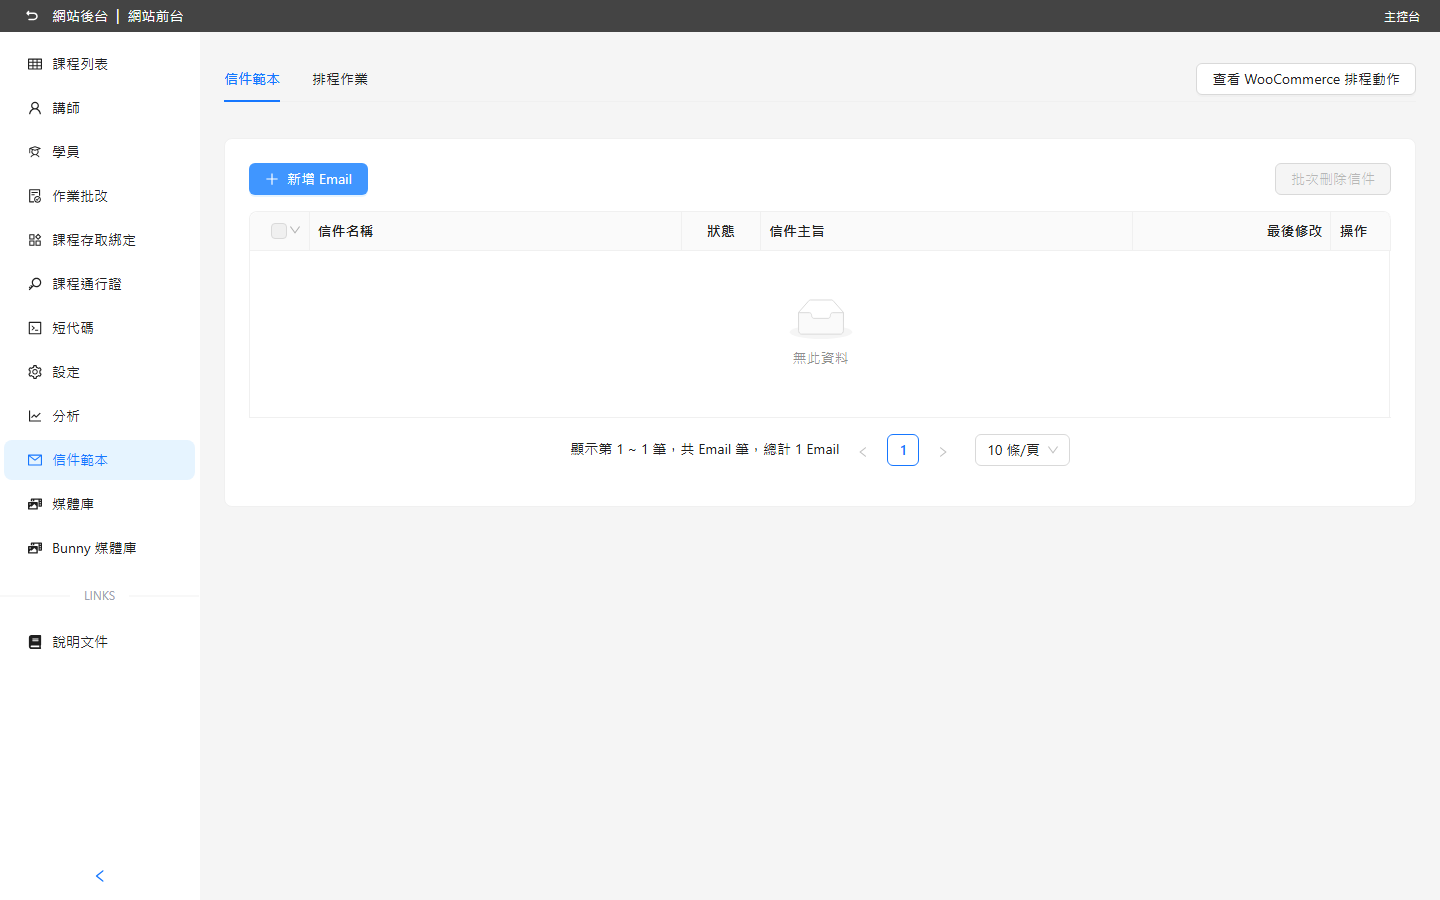 網站後台 | 網站前台
主控台
課程列表
講師
學員
作業批改
課程存取綁定
課程通行證
短代碼
設定
分析
信件範本
媒體庫
Bunny 媒體庫
LINKS
說明文件
信件範本
排程作業
查看 WooCommerce 排程動作
新增 Email
批次刪除信件
信件名稱
狀態
信件主旨
最後修改
操作
無此資料
顯示第 1 ~ 1 筆，共 Email 筆，總計 1 Email
1
10 條/頁